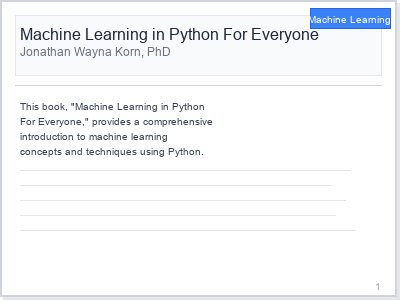 Machine Learning
Machine Learning in Python For Everyone
Jonathan Wayna Korn, PhD
This book, "Machine Learning in Python
For Everyone," provides a comprehensive
introduction to machine learning
concepts and techniques using Python.
1